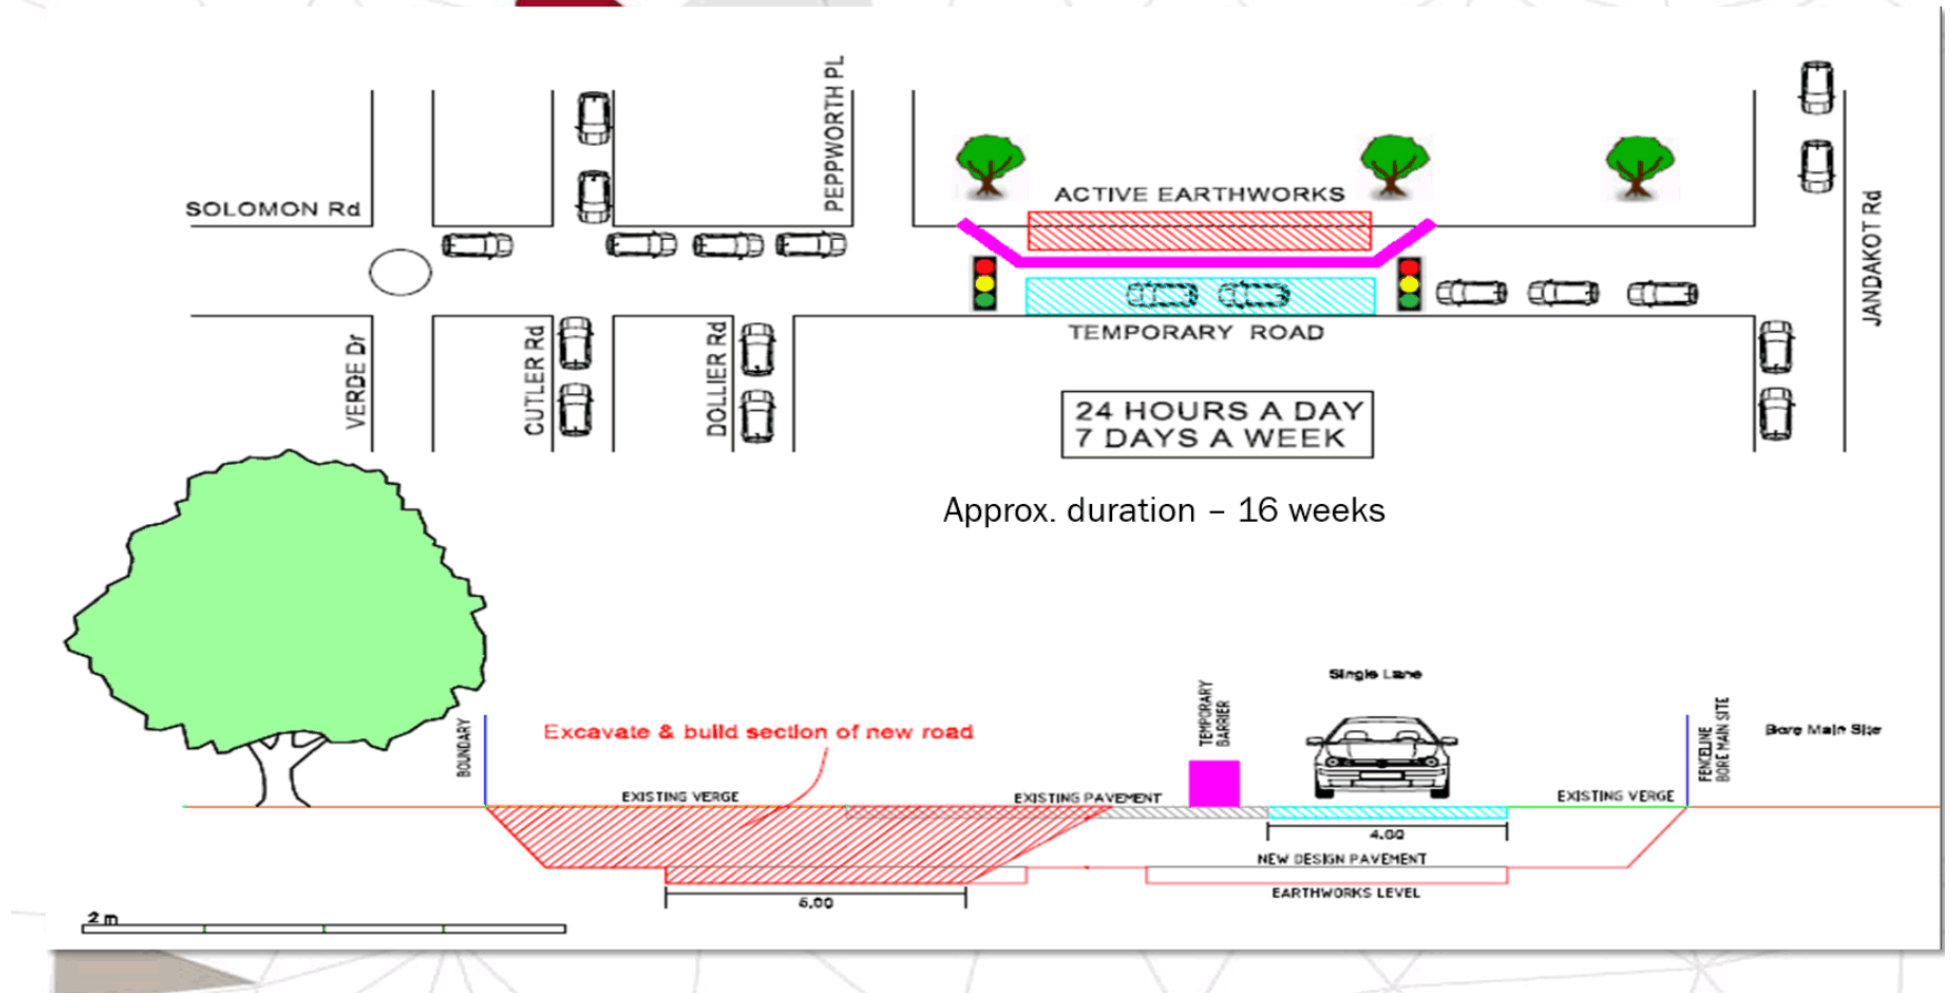 PEPPWORTH PL
SOLOMON Rd
ACTIVE EARTHWORKS
JANDAKOT Rd
TEMPORARY ROAD
VERDE Dr
CUTLER Rd
DOLLIER Rd
24 HOURS A DAY
7 DAYS A WEEK
Approx. duration – 16 weeks
Single Lane
TEMPORARY
BARRIER
BOUNDARY
Excavate & build section of new road
FENCELINE
BORE MAIN SITE
Bore Main Site
EXISTING VERGE
EXISTING PAVEMENT
EXISTING VERGE
4.00
NEW DESIGN PAVEMENT
EARTHWORKS LEVEL
2 m